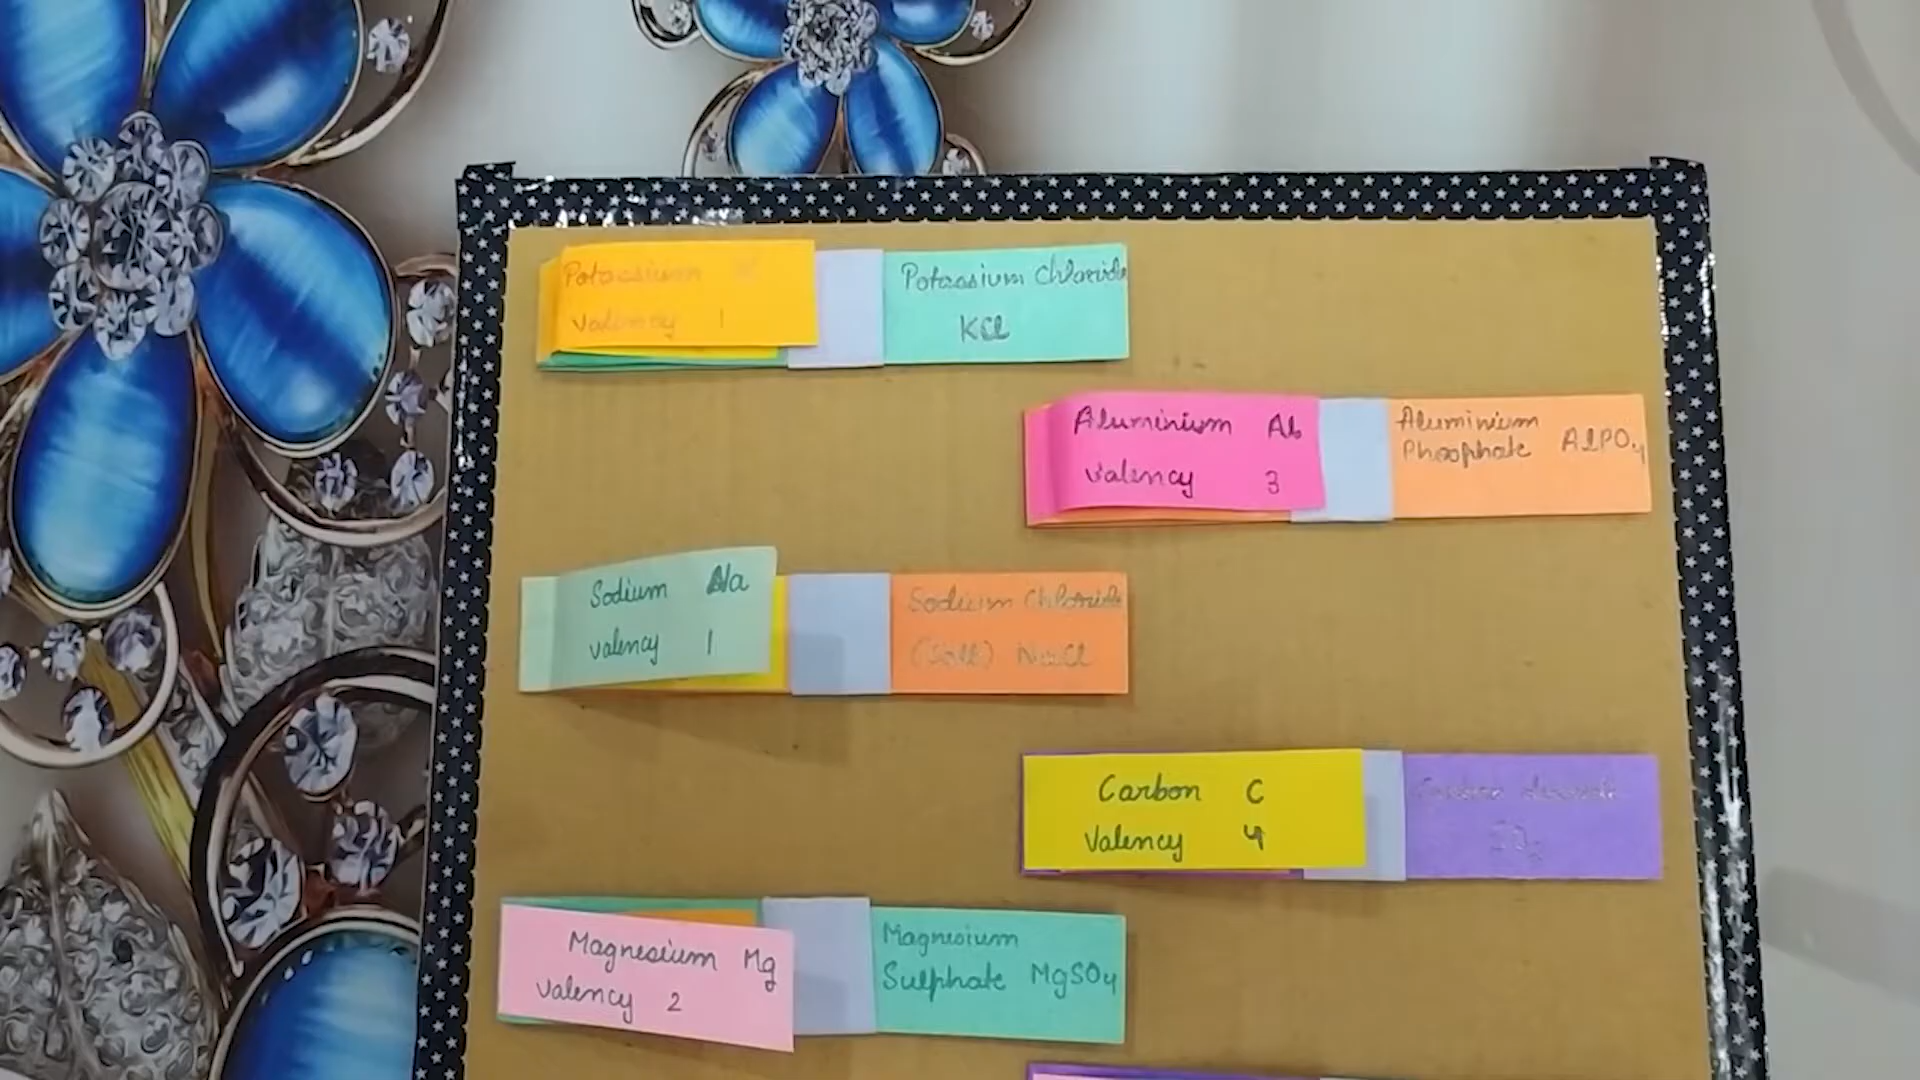 Potassium K
Valency 1
Potassium Chloride
KCl
Aluminium Al
Valency 3
Aluminium
Phosphate AlPO4
Sodium Na
Valency 1
Sodium Chloride
(Salt) NaCl
Carbon C
Valency 4
Carbon
Magnesium Mg
Valency 2
Magnesium
Sulphate MgSO4